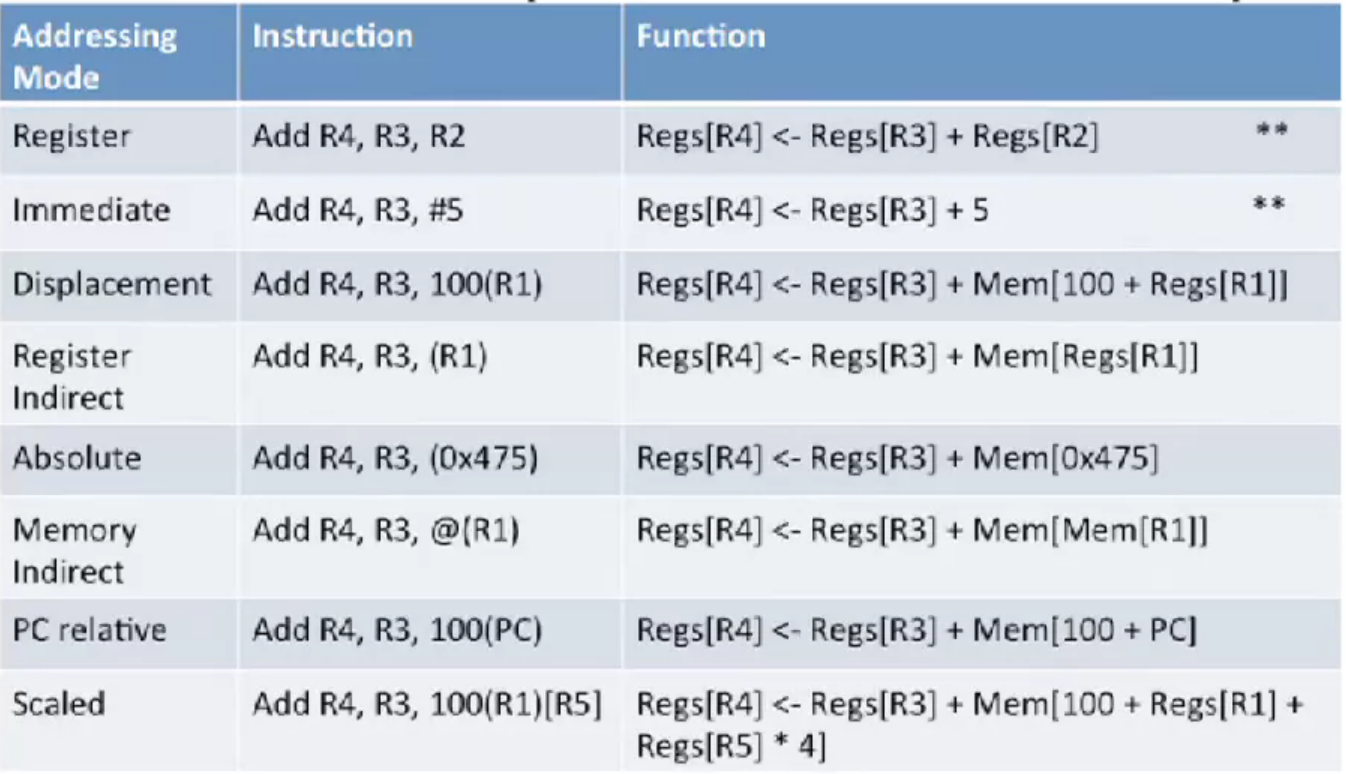 Addressing Mode Instruction Function
Register Add R4, R3, R2 Regs[R4] <- Regs[R3] + Regs[R2] **
Immediate Add R4, R3, #5 Regs[R4] <- Regs[R3] + 5 **
Displacement Add R4, R3, 100(R1) Regs[R4] <- Regs[R3] + Mem[100 + Regs[R1]]
Register Indirect Add R4, R3, (R1) Regs[R4] <- Regs[R3] + Mem[Regs[R1]]
Absolute Add R4, R3, (0x475) Regs[R4] <- Regs[R3] + Mem[0x475]
Memory Indirect Add R4, R3, @(R1) Regs[R4] <- Regs[R3] + Mem[Mem[R1]]
PC relative Add R4, R3, 100(PC) Regs[R4] <- Regs[R3] + Mem[100 + PC]
Scaled Add R4, R3, 100(R1)[R5] Regs[R4] <- Regs[R3] + Mem[100 + Regs[R1] +
Regs[R5] * 4]